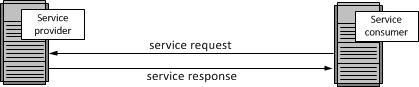 Service
provider
service request
service response
Service
consumer